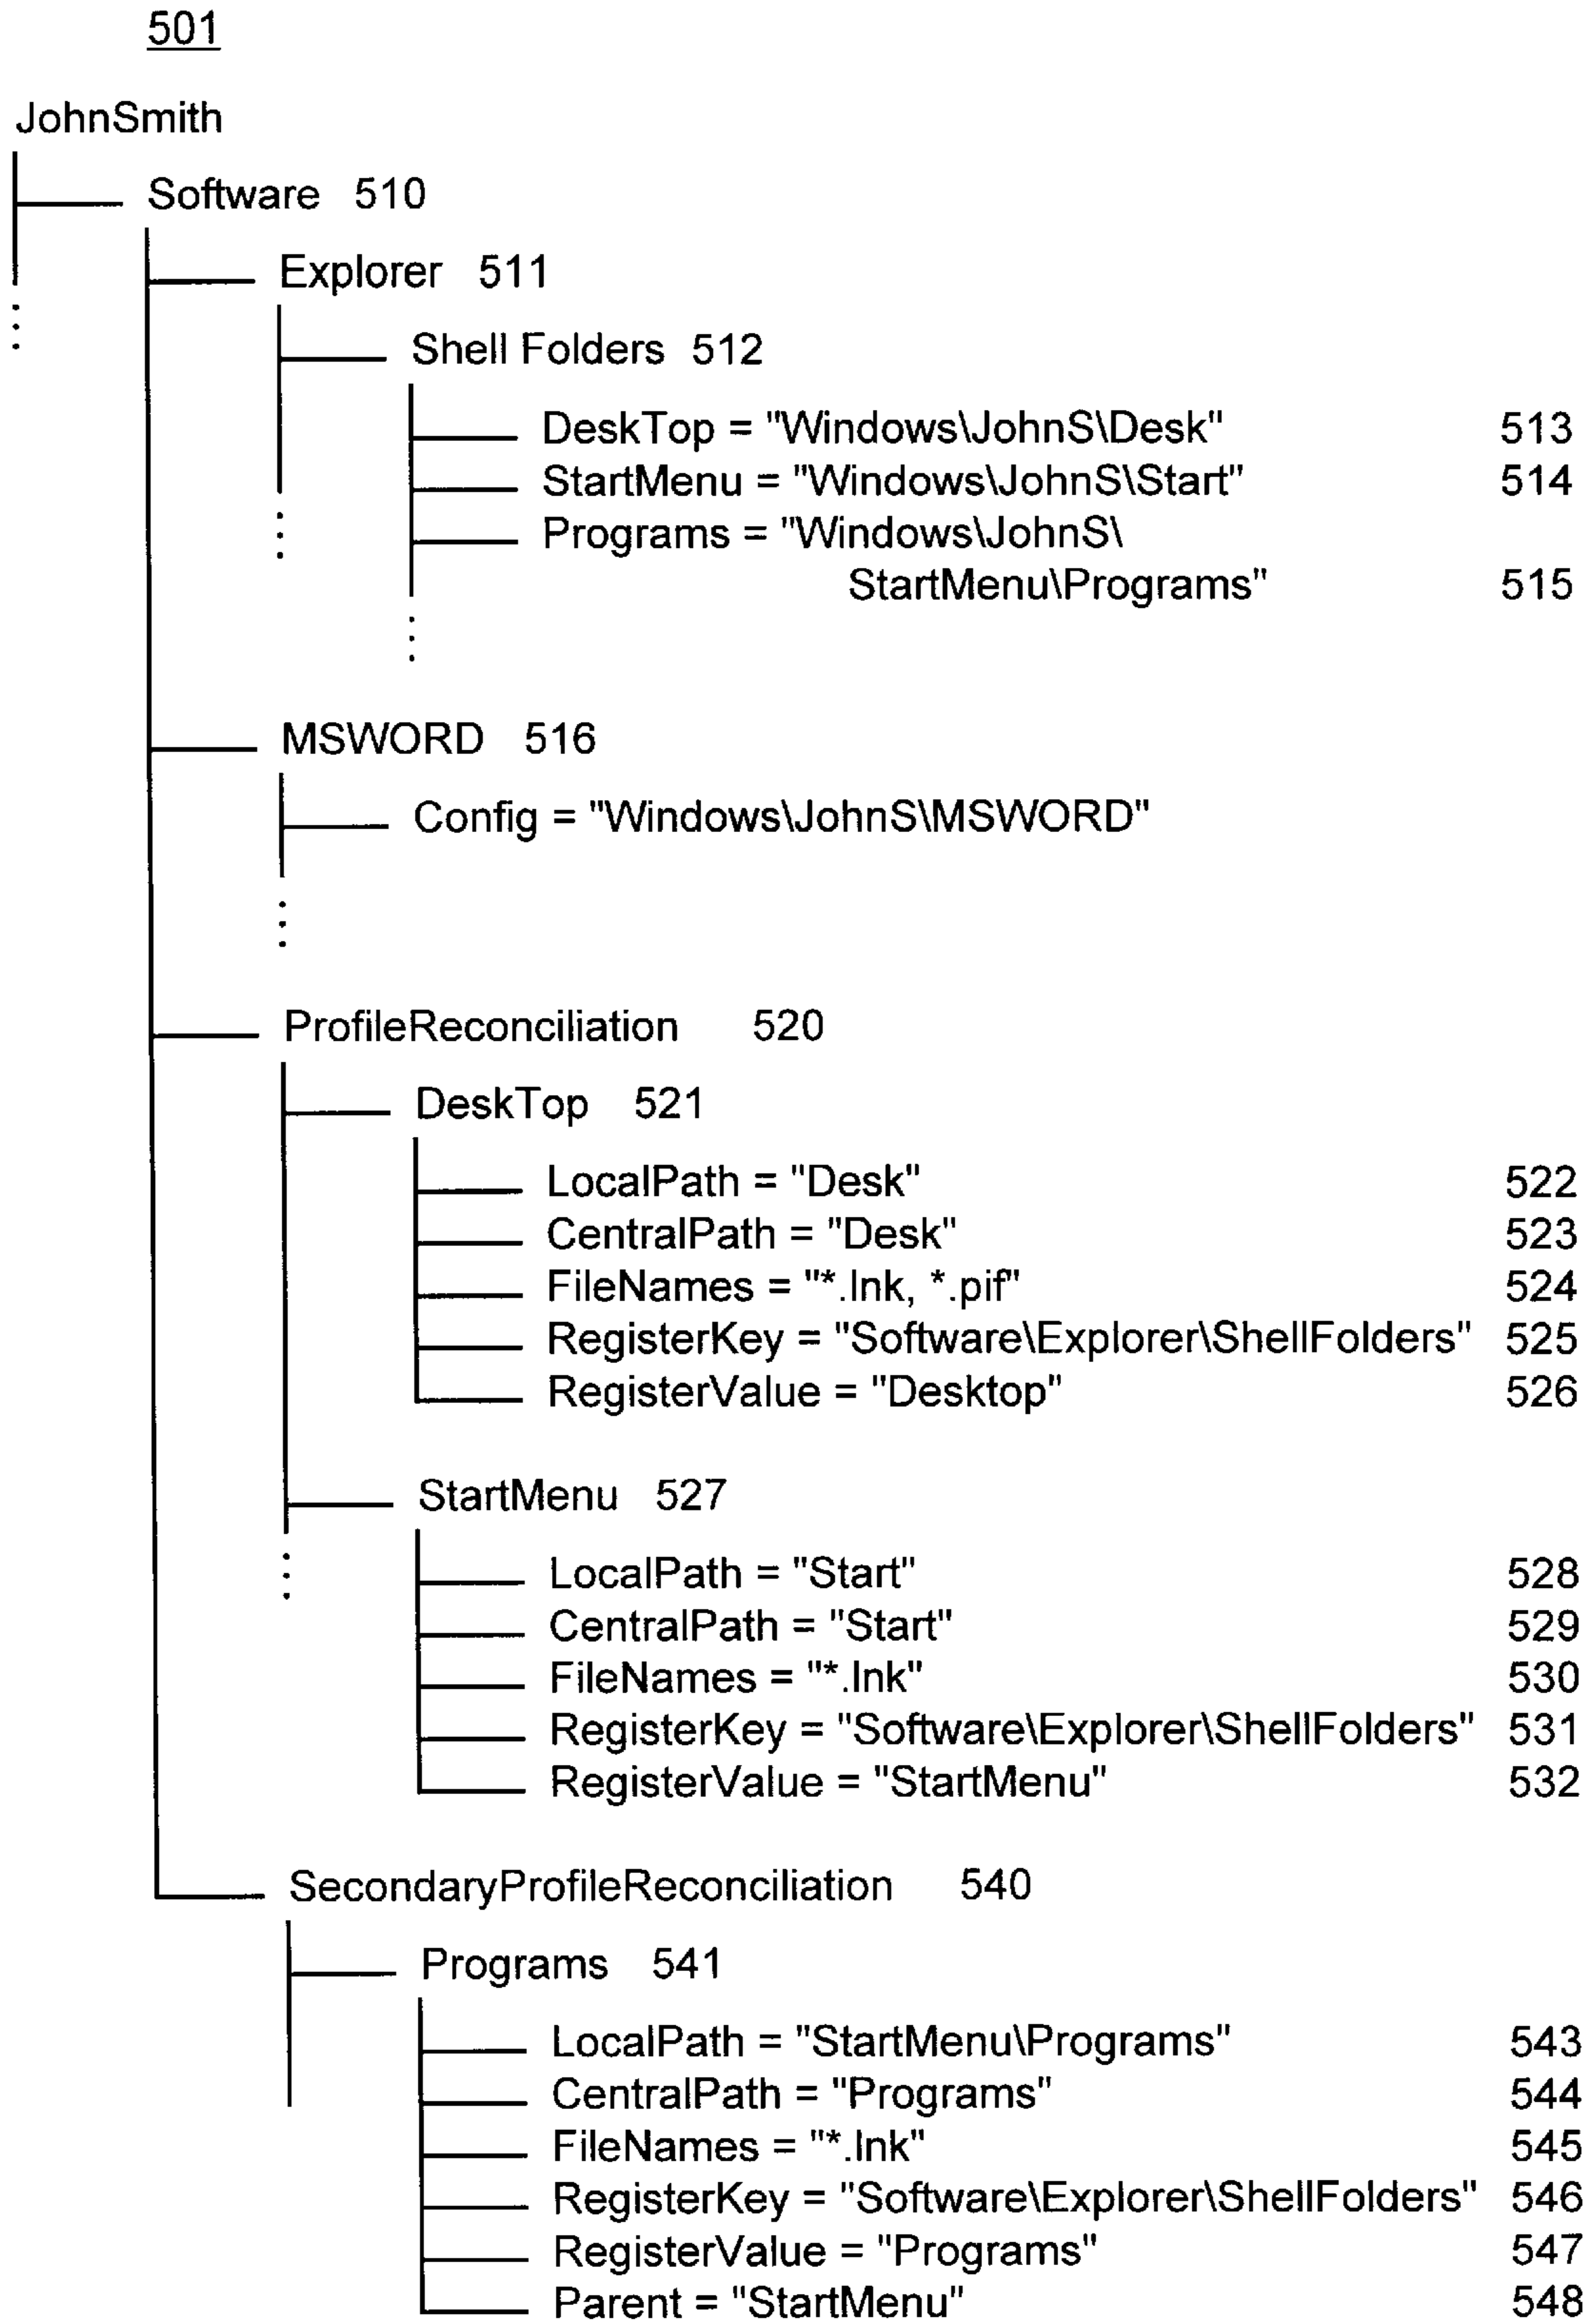 501
JohnSmith
Software 510
Explorer 511
Shell Folders 512
DeskTop = "Windows\JohnS\Desk" 513
StartMenu = "Windows\JohnS\Start" 514
Programs = "Windows\JohnS\
StartMenu\Programs" 515
MSWORD 516
Config = "Windows\JohnS\MSWORD"
ProfileReconciliation 520
DeskTop 521
LocalPath = "Desk" 522
CentralPath = "Desk" 523
FileNames = "*.lnk, *.pif" 524
RegisterKey = "Software\Explorer\ShellFolders" 525
RegisterValue = "Desktop" 526
StartMenu 527
LocalPath = "Start" 528
CentralPath = "Start" 529
FileNames = "*.lnk" 530
RegisterKey = "Software\Explorer\ShellFolders" 531
RegisterValue = "StartMenu" 532
SecondaryProfileReconciliation 540
Programs 541
LocalPath = "StartMenu\Programs" 543
CentralPath = "Programs" 544
FileNames = "*.lnk" 545
RegisterKey = "Software\Explorer\ShellFolders" 546
RegisterValue = "Programs" 547
Parent = "StartMenu" 548